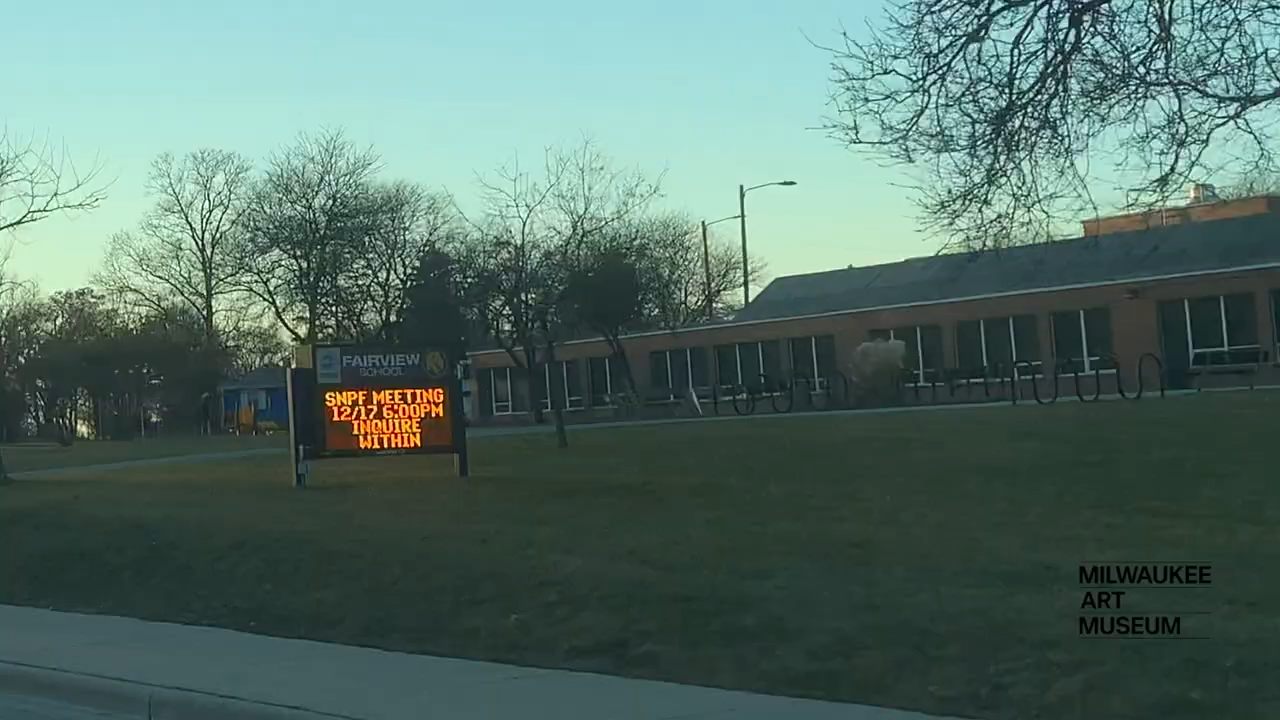 FAIRVIEW
SCHOOL
SNPF MEETING
12/17 6:00PM
INQUIRE
WITHIN
MILWAUKEE
ART
MUSEUM